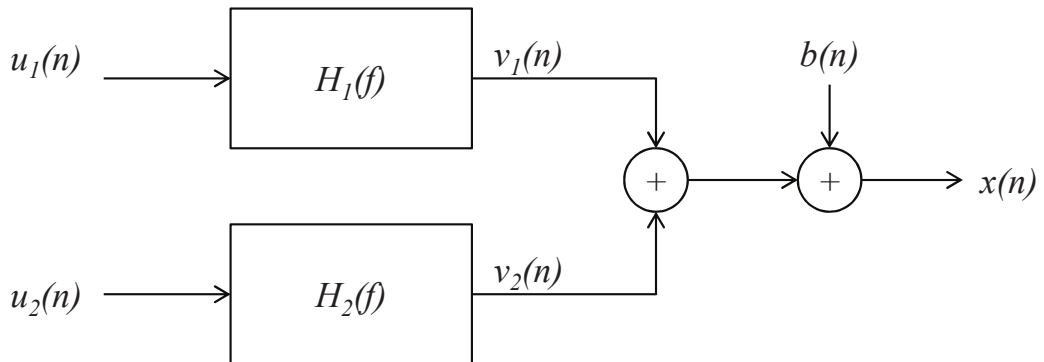 u₁(n)
H₁(f)
v₁(n)
b(n)
+
+
x(n)
u₂(n)
H₂(f)
v₂(n)